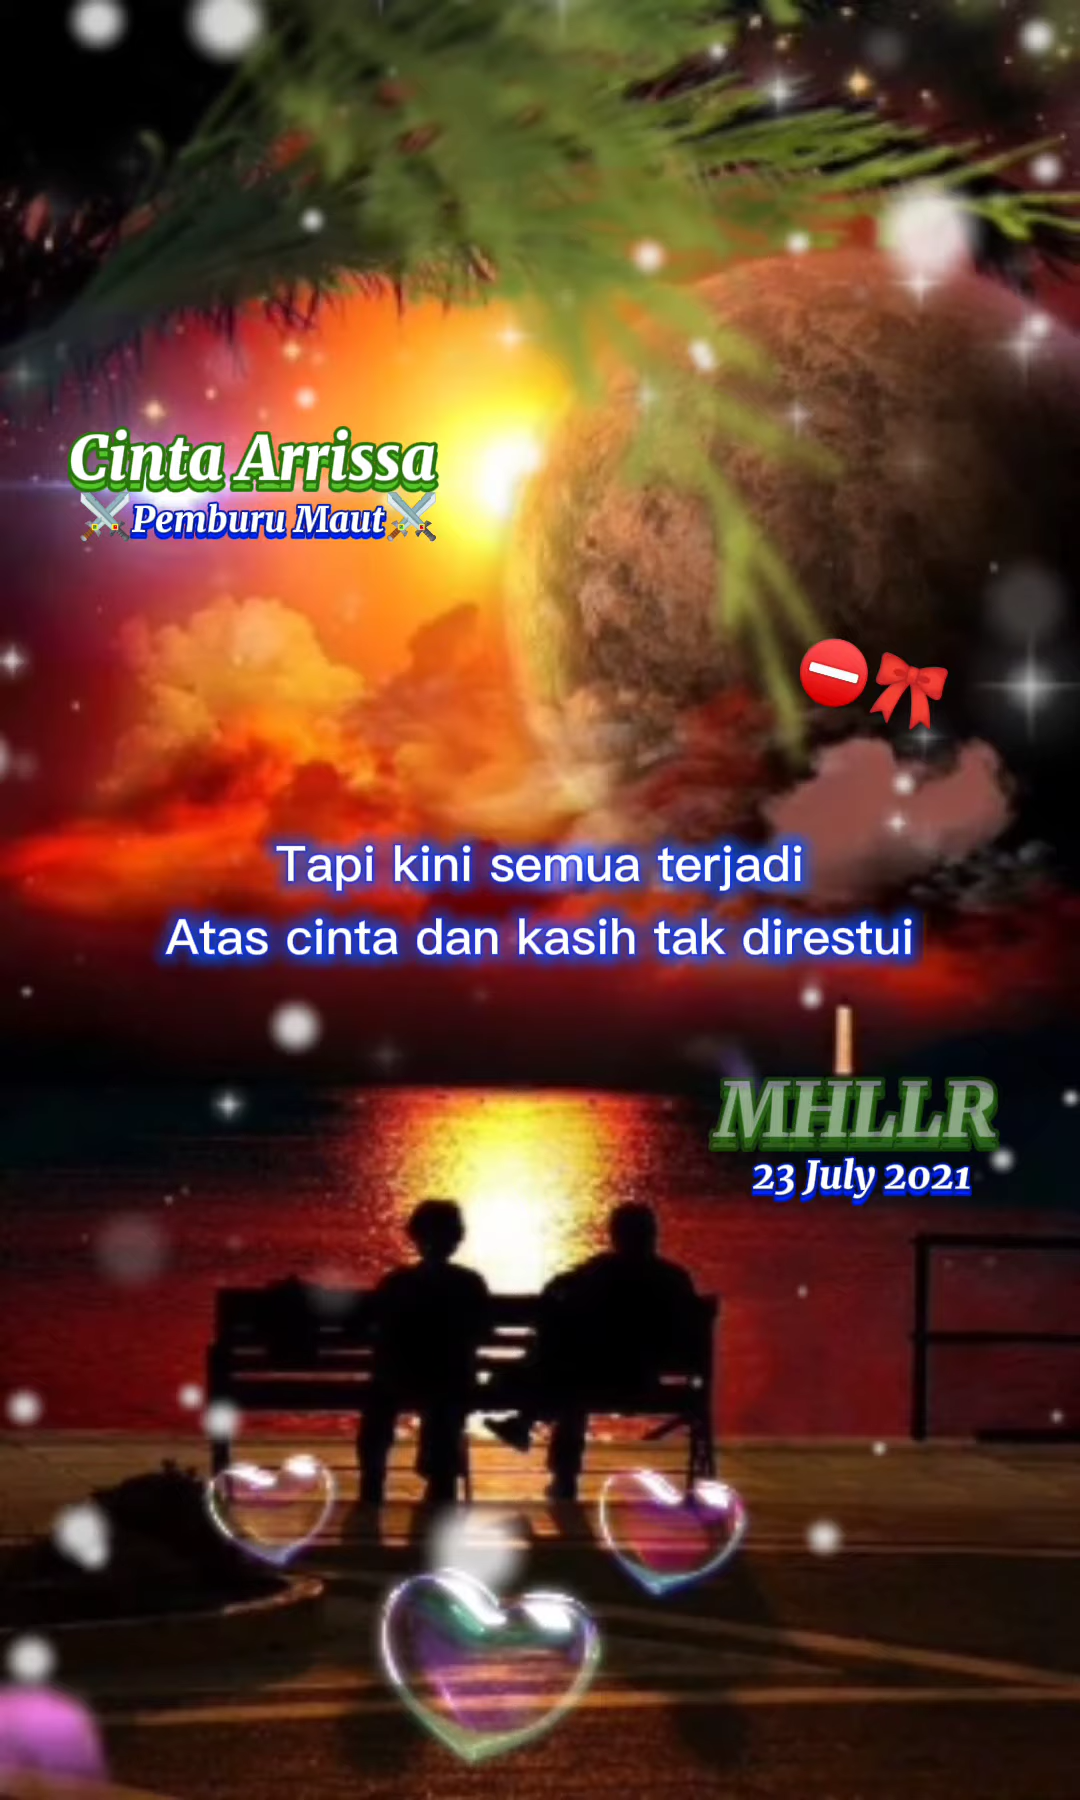 Cinta Arrissa
⚔Pemburu Maut⚔
Tapi kini semua terjadi
Atas cinta dan kasih tak direstui
MHLLR
23 July 2021